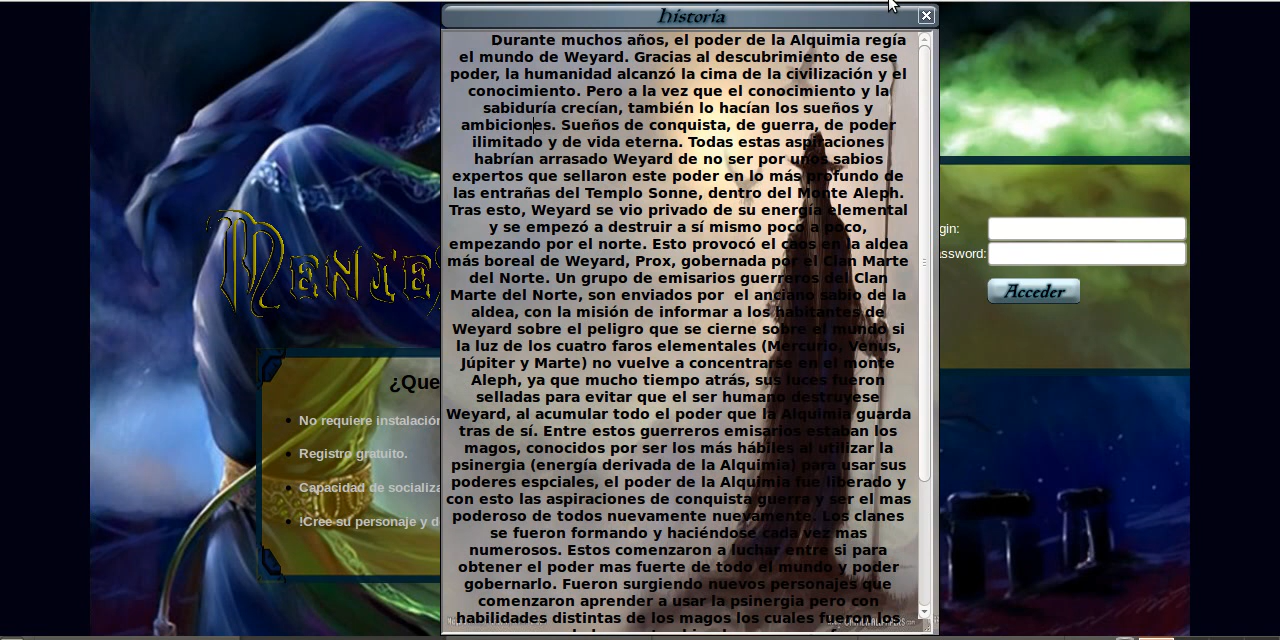 historia
Durante muchos años, el poder de la Alquimia regía
el mundo de Weyard. Gracias al descubrimiento de ese
poder, la humanidad alcanzó la cima de la civilización y el
conocimiento. Pero a la vez que el conocimiento y la
sabiduría crecían, también lo hacían los sueños y
ambiciones. Sueños de conquista, de guerra, de poder
ilimitado y de vida eterna. Todas estas aspiraciones
habrían arrasado Weyard de no ser por unos sabios
expertos que sellaron este poder en lo más profundo de
las entrañas del Templo Sonne, dentro del Monte Aleph.
Tras esto, Weyard se vio privado de su energía elemental
y se empezó a destruir a sí mismo poco a poco,
empezando por el norte. Esto provocó el caos en la aldea
más boreal de Weyard, Prox, gobernada por el Clan Marte
del Norte. Un grupo de emisarios guerreros del Clan
Marte del Norte, son enviados por el anciano sabio de la
aldea, con la misión de informar a los habitantes de
Weyard sobre el peligro que se cierne sobre el mundo si
la luz de los cuatro faros elementales (Mercurio, Venus,
Júpiter y Marte) no vuelve a concentrarse en el monte
Aleph, ya que mucho tiempo atrás, sus luces fueron
selladas para evitar que el ser humano destruyese
Weyard, al acumular todo el poder que la Alquimia guarda
tras de sí. Entre estos guerreros emisarios estaban los
magos, conocidos por ser los más hábiles al utilizar la
psinergia (energía derivada de la Alquimia) para usar sus
poderes espciales, el poder de la Alquimia fue liberado y
con esto las aspiraciones de conquista guerra y ser el mas
poderoso de todos nuevamente nuevamente. Los clanes
se fueron formando y haciéndose cada vez mas
numerosos. Estos comenzaron a luchar entre si para
obtener el poder mas fuerte de todo el mundo y poder
gobernarlo. Fueron surgiendo nuevos personajes que
comenzaron aprender a usar la psinergia pero con
habilidades distintas de los magos los cuales fueron los
gin:
ssword:
Acceder
¿Que
No requiere instalación
Registro gratuito.
Capacidad de socializa
!Cree su personaje y d